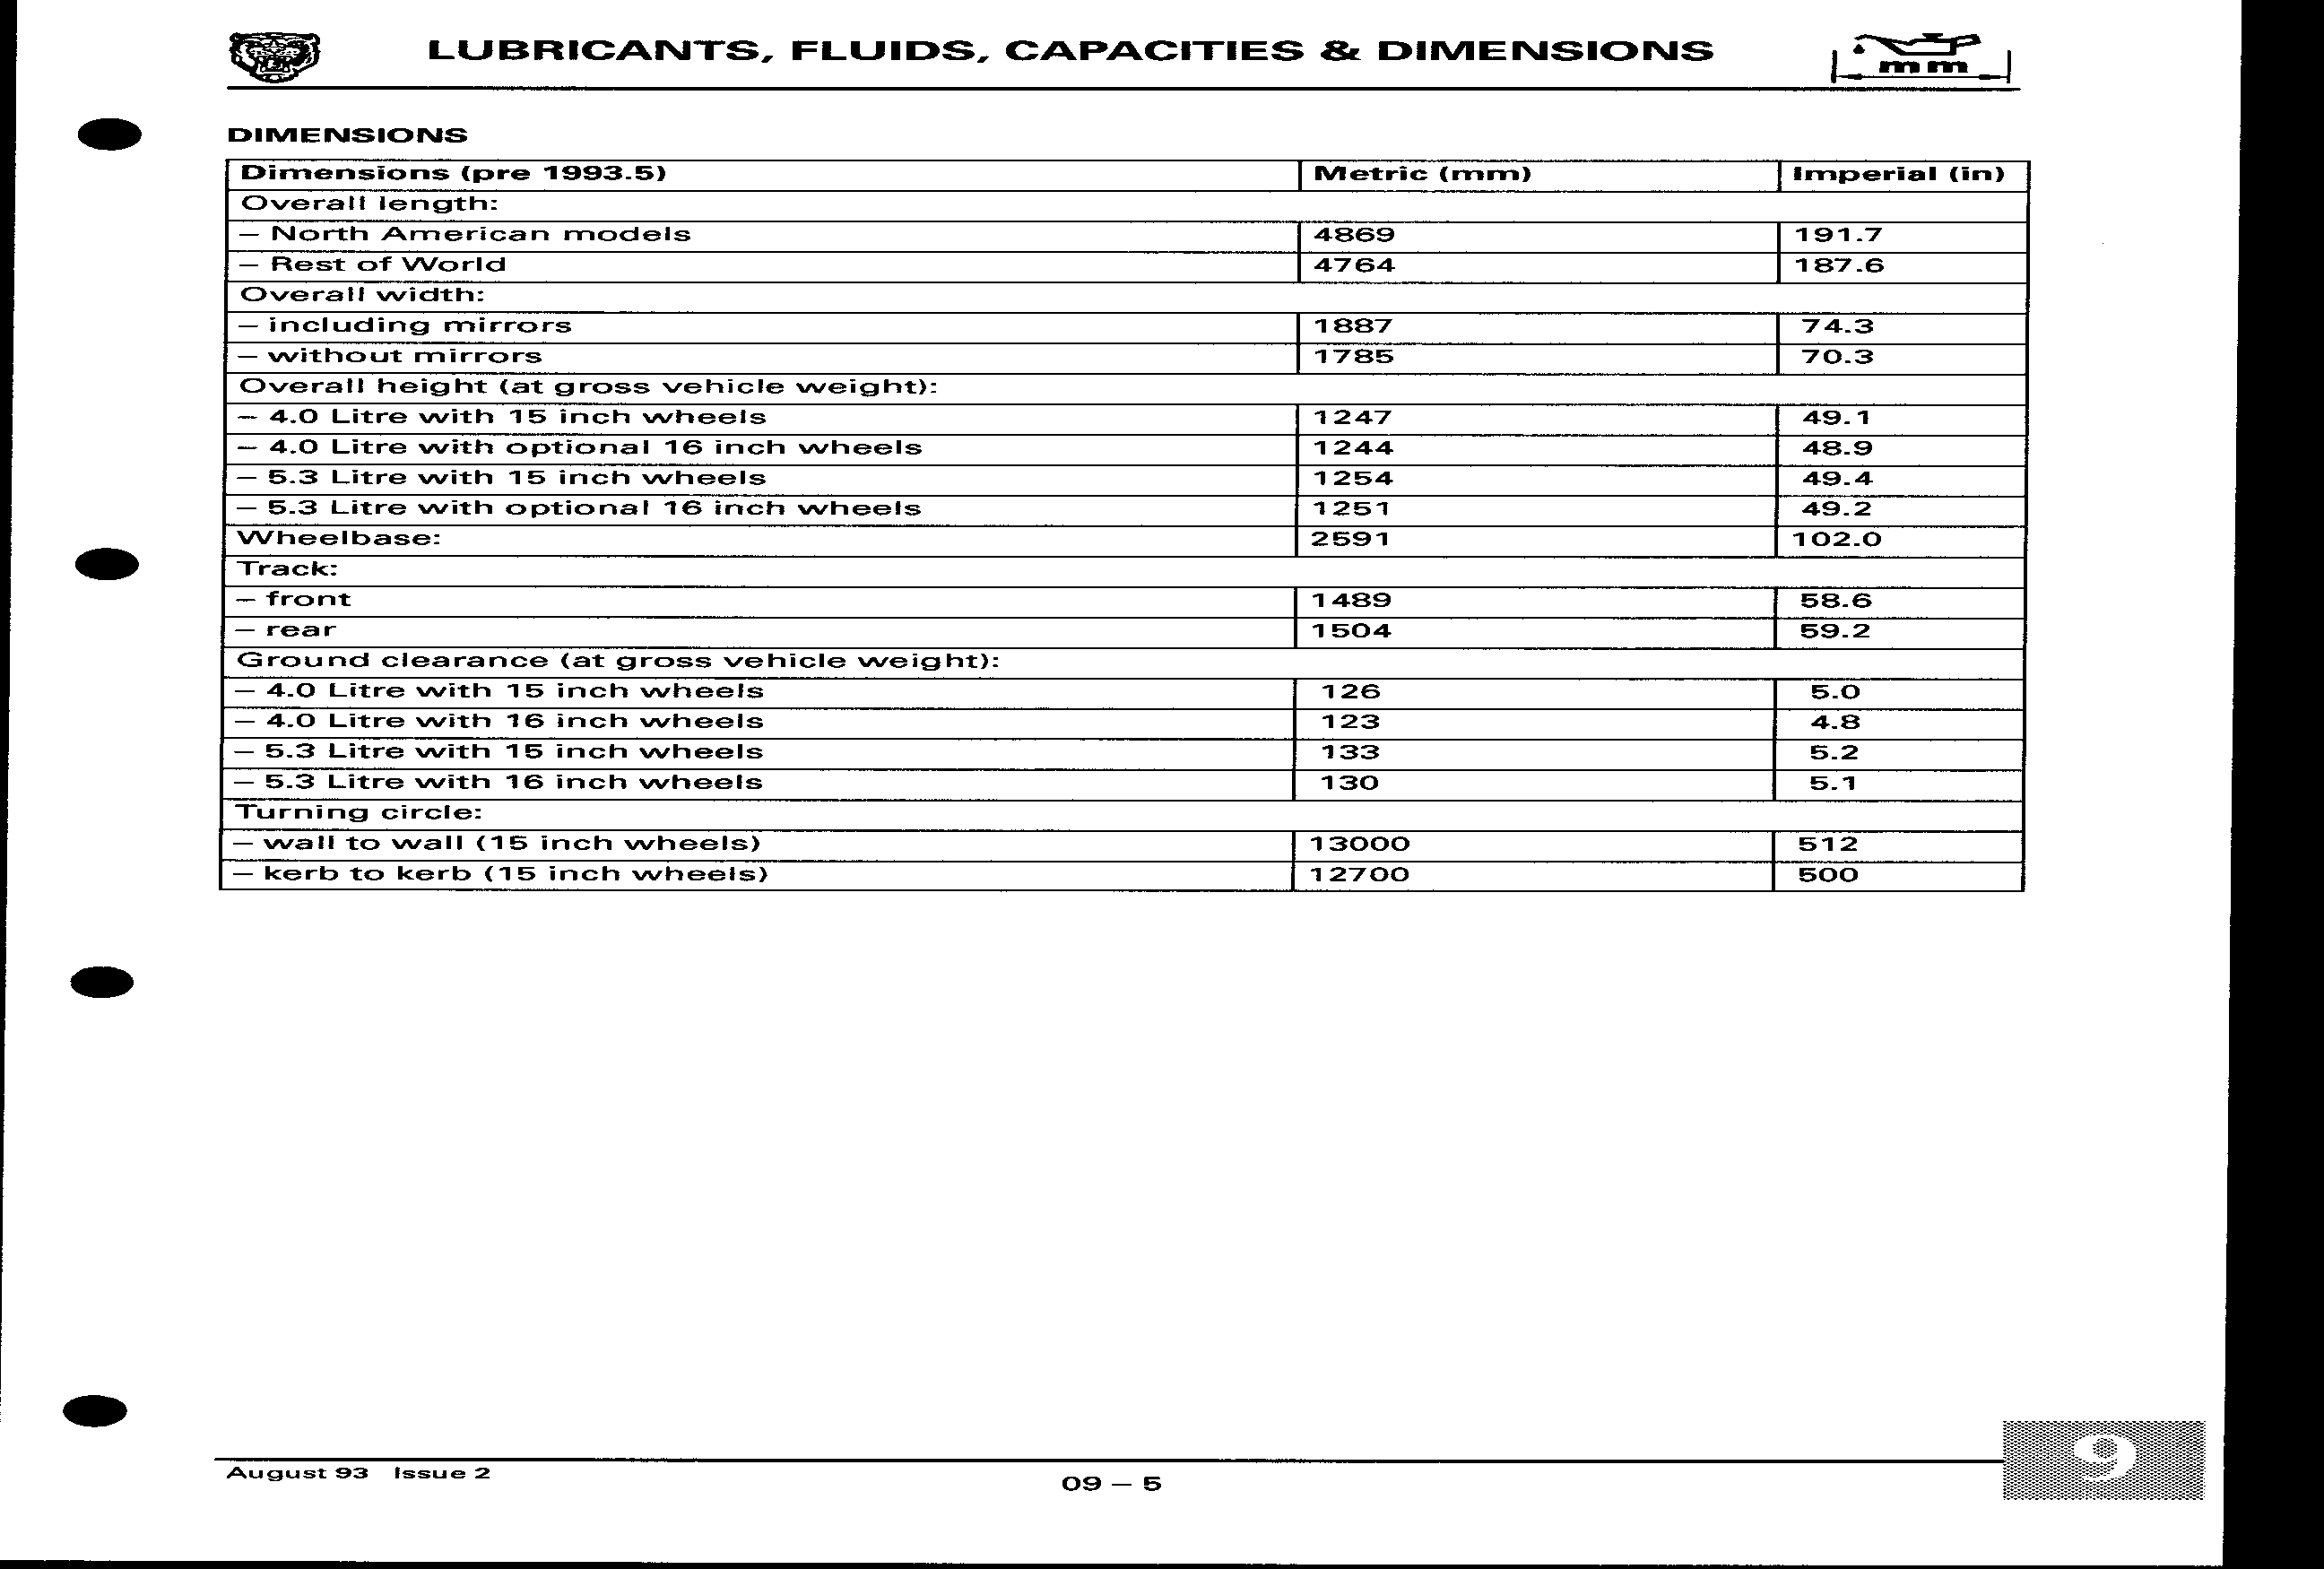 LUBRICANTS, FLUIDS, CAPACITIES & DIMENSIONS
mm
DIMENSIONS
Dimensions (pre 1993.5) Metric (mm) Imperial (in)
Overall length:
– North American models 4869 191.7
– Rest of World 4764 187.6
Overall width:
– including mirrors 1887 74.3
– without mirrors 1785 70.3
Overall height (at gross vehicle weight):
– 4.0 Litre with 15 inch wheels 1247 49.1
– 4.0 Litre with optional 16 inch wheels 1244 48.9
– 5.3 Litre with 15 inch wheels 1254 49.4
– 5.3 Litre with optional 16 inch wheels 1251 49.2
Wheelbase: 2591 102.0
Track:
– front 1489 58.6
– rear 1504 59.2
Ground clearance (at gross vehicle weight):
– 4.0 Litre with 15 inch wheels 126 5.0
– 4.0 Litre with 16 inch wheels 123 4.8
– 5.3 Litre with 15 inch wheels 133 5.2
– 5.3 Litre with 16 inch wheels 130 5.1
Turning circle:
– wall to wall (15 inch wheels) 13000 512
– kerb to kerb (15 inch wheels) 12700 500
9
August 93 Issue 2
09 – 5